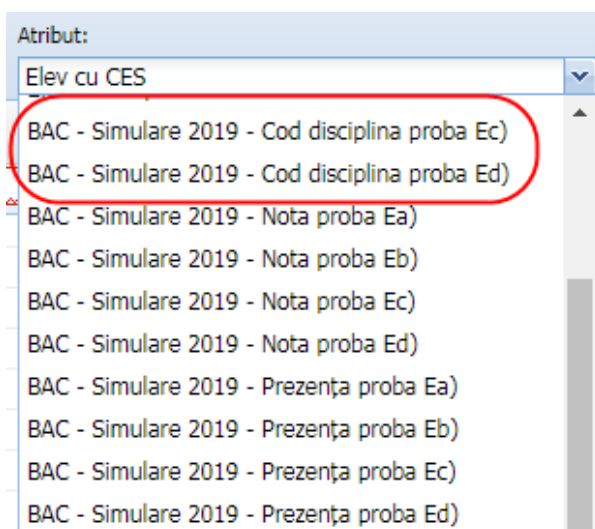 Atribut:
Elev cu CES
BAC - Simulare 2019 - Cod disciplina proba Ec)
BAC - Simulare 2019 - Cod disciplina proba Ed)
BAC - Simulare 2019 - Nota proba Ea)
BAC - Simulare 2019 - Nota proba Eb)
BAC - Simulare 2019 - Nota proba Ec)
BAC - Simulare 2019 - Nota proba Ed)
BAC - Simulare 2019 - Prezența proba Ea)
BAC - Simulare 2019 - Prezența proba Eb)
BAC - Simulare 2019 - Prezența proba Ec)
BAC - Simulare 2019 - Prezența proba Ed)